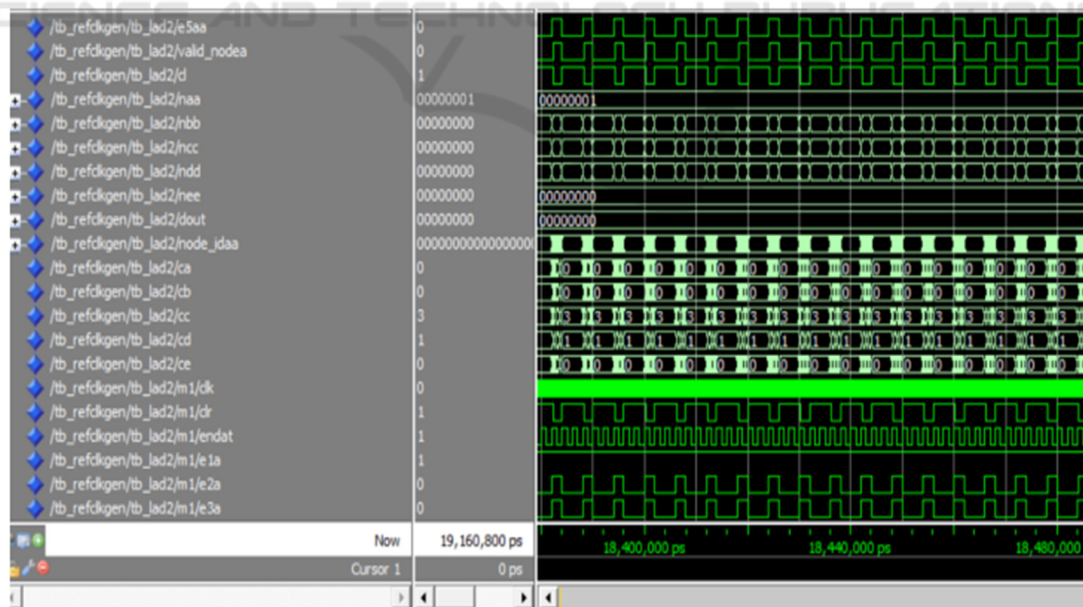 SCIENCE AND TECHNOLOGY PUBLICATIONS
/tb_refclkgen/tb_lad2/e5aa 0
/tb_refclkgen/tb_lad2/valid_nodea 0
/tb_refclkgen/tb_lad2/cl 1
/tb_refclkgen/tb_lad2/naa 00000001 00000001
/tb_refclkgen/tb_lad2/nbb 00000000
/tb_refclkgen/tb_lad2/ncc 00000000
/tb_refclkgen/tb_lad2/ndd 00000000
/tb_refclkgen/tb_lad2/nee 00000000 00000000
/tb_refclkgen/tb_lad2/dout 00000000 00000000
/tb_refclkgen/tb_lad2/node_idaa
/tb_refclkgen/tb_lad2/ca 0
/tb_refclkgen/tb_lad2/cb 0
/tb_refclkgen/tb_lad2/cc 3
/tb_refclkgen/tb_lad2/cd 1
/tb_refclkgen/tb_lad2/ce 0
/tb_refclkgen/tb_lad2/m1/clk 0
/tb_refclkgen/tb_lad2/m1/clr 1
/tb_refclkgen/tb_lad2/m1/endat 1
/tb_refclkgen/tb_lad2/m1/e1a 1
/tb_refclkgen/tb_lad2/m1/e2a 0
/tb_refclkgen/tb_lad2/m1/e3a 0
Now 19,160,800 ps 18,400,000 ps 18,440,000 ps 18,480,000
Cursor 1 0 ps